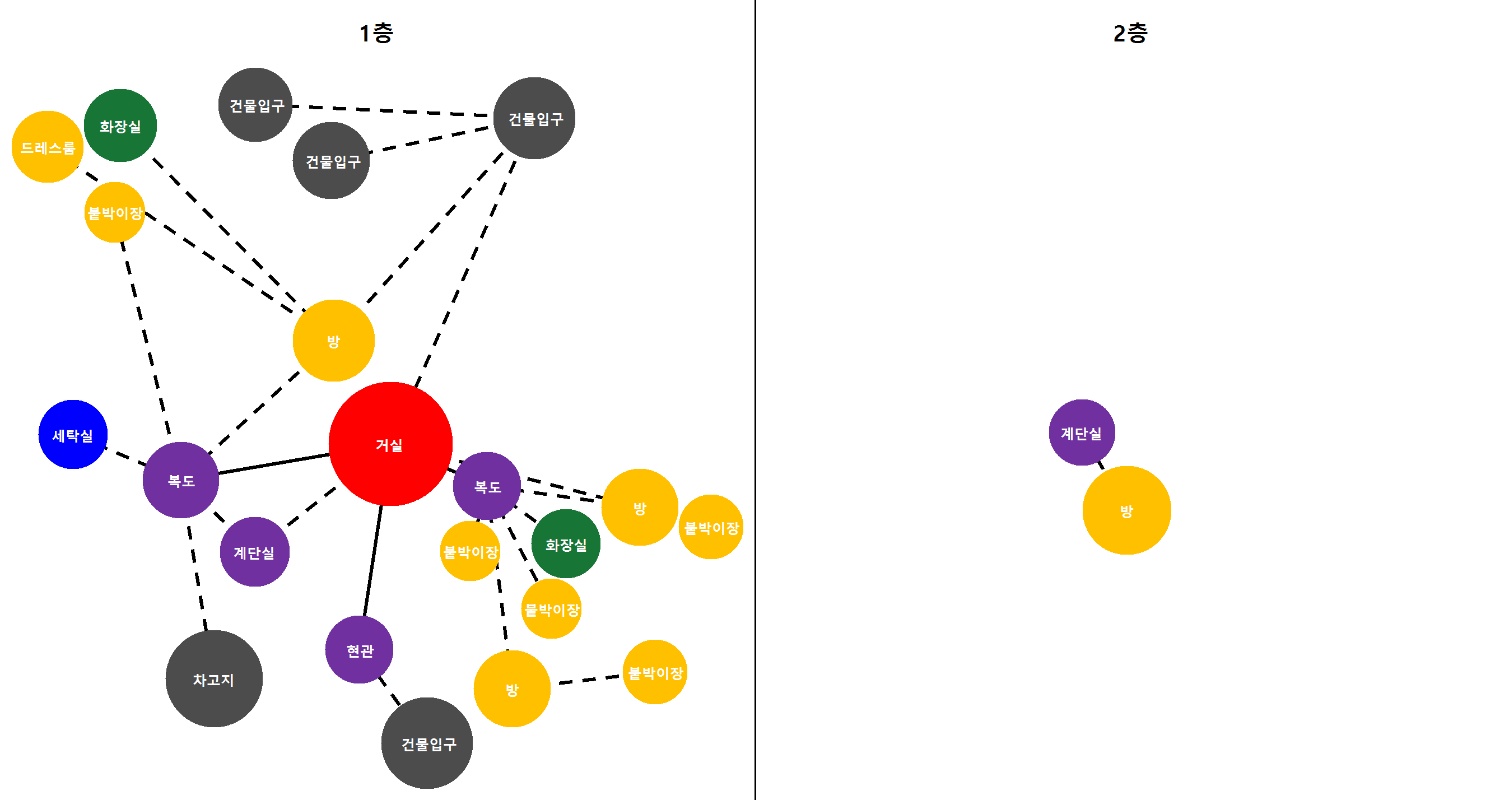 1층
2층
건물입구
건물입구
건물입구
드레스룸
화장실
붙박이장
방
세탁실
복도
거실
계단실
복도
방
붙박이장
붙박이장
화장실
붙박이장
방
붙박이장
차고지
현관
건물입구
계단실
방